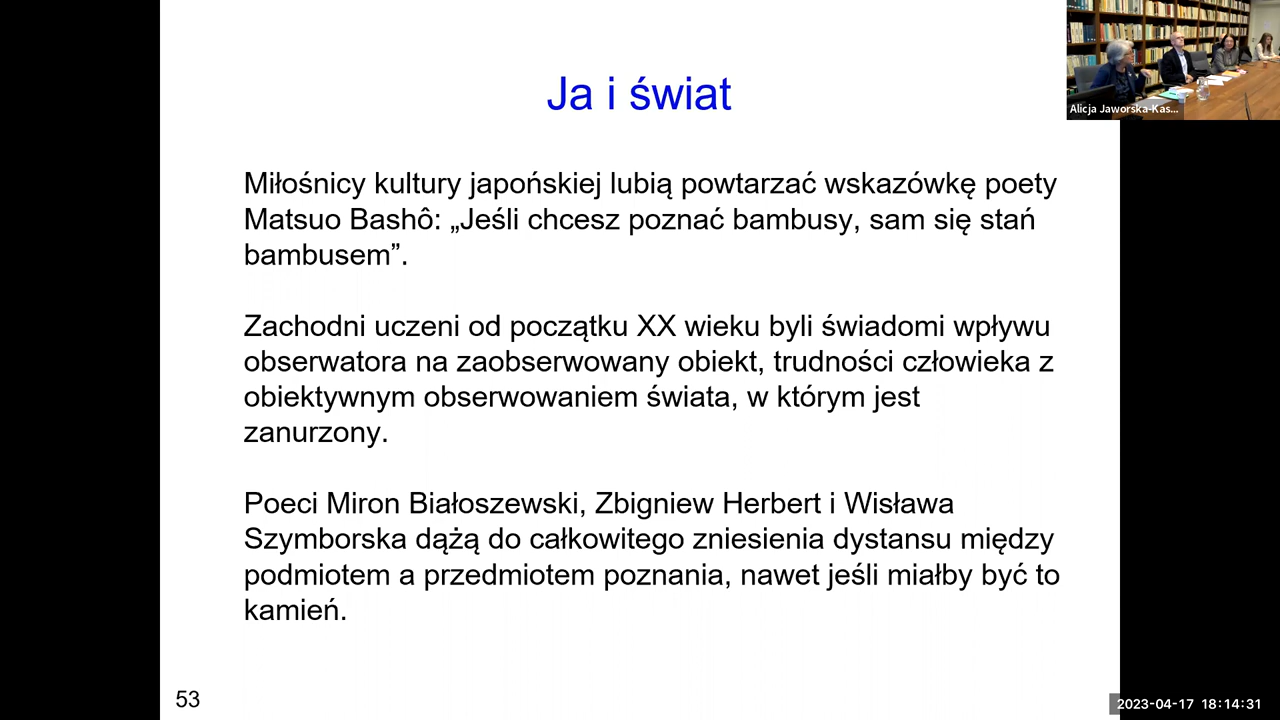 Ja i świat
Alicja Jaworska-Kas...
Miłośnicy kultury japońskiej lubią powtarzać wskazówkę poety
Matsuo Bashô: „Jeśli chcesz poznać bambusy, sam się stań
bambusem”.
Zachodni uczeni od początku XX wieku byli świadomi wpływu
obserwatora na zaobserwowany obiekt, trudności człowieka z
obiektywnym obserwowaniem świata, w którym jest
zanurzony.
Poeci Miron Białoszewski, Zbigniew Herbert i Wisława
Szymborska dążą do całkowitego zniesienia dystansu między
podmiotem a przedmiotem poznania, nawet jeśli miałby być to
kamień.
53
2023-04-17 18:14:31